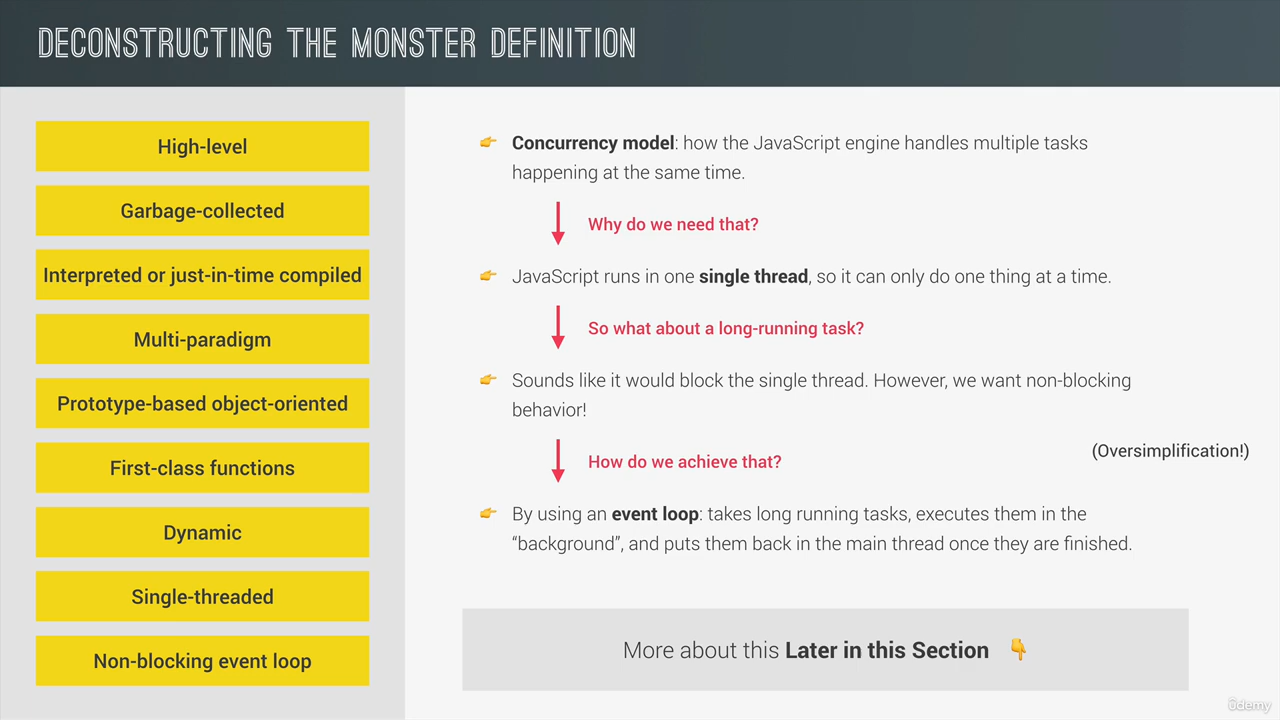 DECONSTRUCTING THE MONSTER DEFINITION
High-level
Garbage-collected
Interpreted or just-in-time compiled
Multi-paradigm
Prototype-based object-oriented
First-class functions
Dynamic
Single-threaded
Non-blocking event loop
👉 Concurrency model: how the JavaScript engine handles multiple tasks
happening at the same time.
Why do we need that?
👉 JavaScript runs in one single thread, so it can only do one thing at a time.
So what about a long-running task?
👉 Sounds like it would block the single thread. However, we want non-blocking
behavior!
(Oversimplification!)
How do we achieve that?
👉 By using an event loop: takes long running tasks, executes them in the
“background”, and puts them back in the main thread once they are finished.
More about this Later in this Section 👇
ûdemy